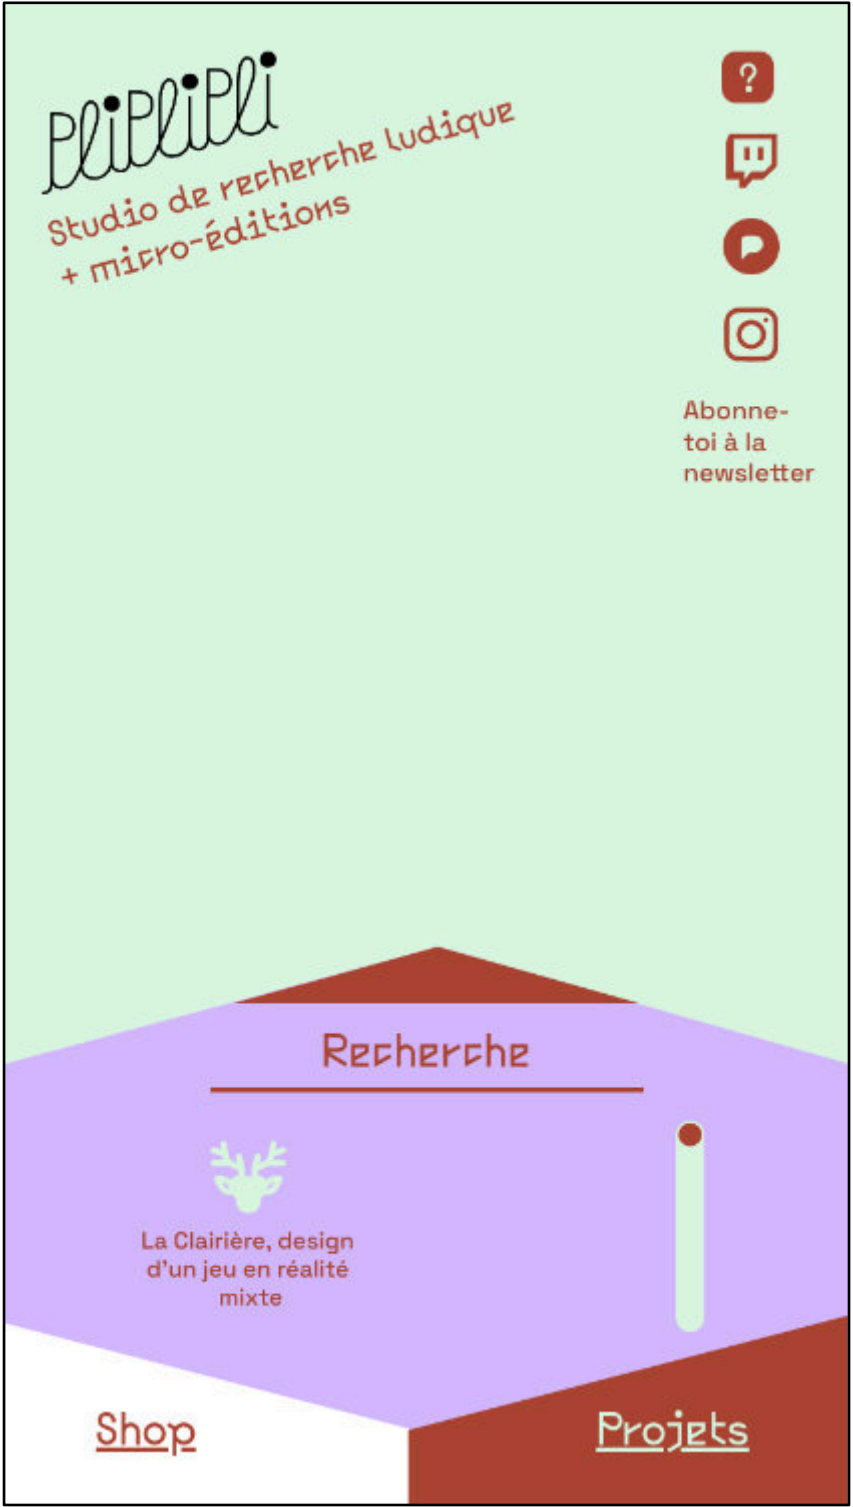 PliPliPli
Studio de recherche ludique
+ micro-éditions
?
Abonne-
toi à la
newsletter
Recherche
La Clairière, design
d'un jeu en réalité
mixte
Shop
Projets